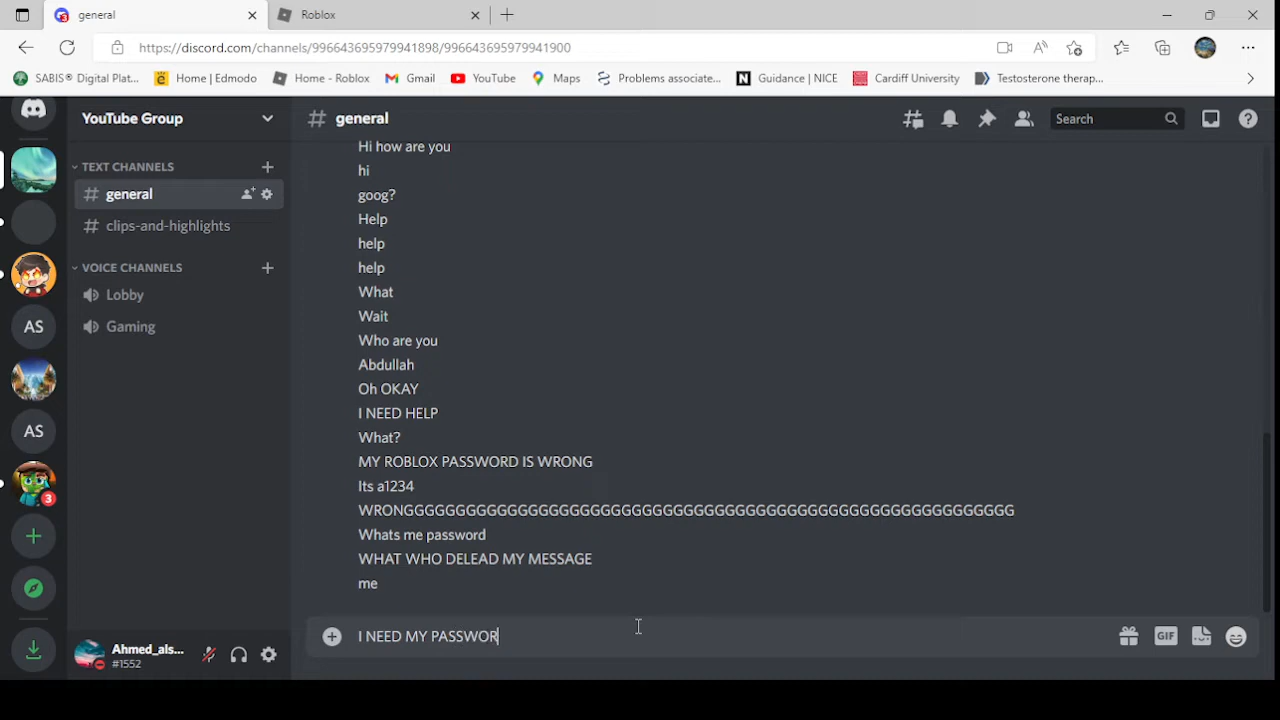 general
Roblox
https://discord.com/channels/996643695979941898/996643695979941900
SABIS® Digital Plat...
Home | Edmodo
Home - Roblox
Gmail
YouTube
Maps
Problems associate...
Guidance | NICE
Cardiff University
Testosterone therap...
YouTube Group
# general
Search
TEXT CHANNELS
# general
# clips-and-highlights
VOICE CHANNELS
Lobby
Gaming
AS
AS
3
Hi how are you
hi
goog?
Help
help
help
What
Wait
Who are you
Abdullah
Oh OKAY
I NEED HELP
What?
MY ROBLOX PASSWORD IS WRONG
Its a1234
WRONGGGGGGGGGGGGGGGGGGGGGGGGGGGGGGGGGGGGGGGGGGGGGGGGGGGGGGGGGGG
Whats me password
WHAT WHO DELEAD MY MESSAGE
me
I NEED MY PASSWOR
GIF
Ahmed_als...
#1552